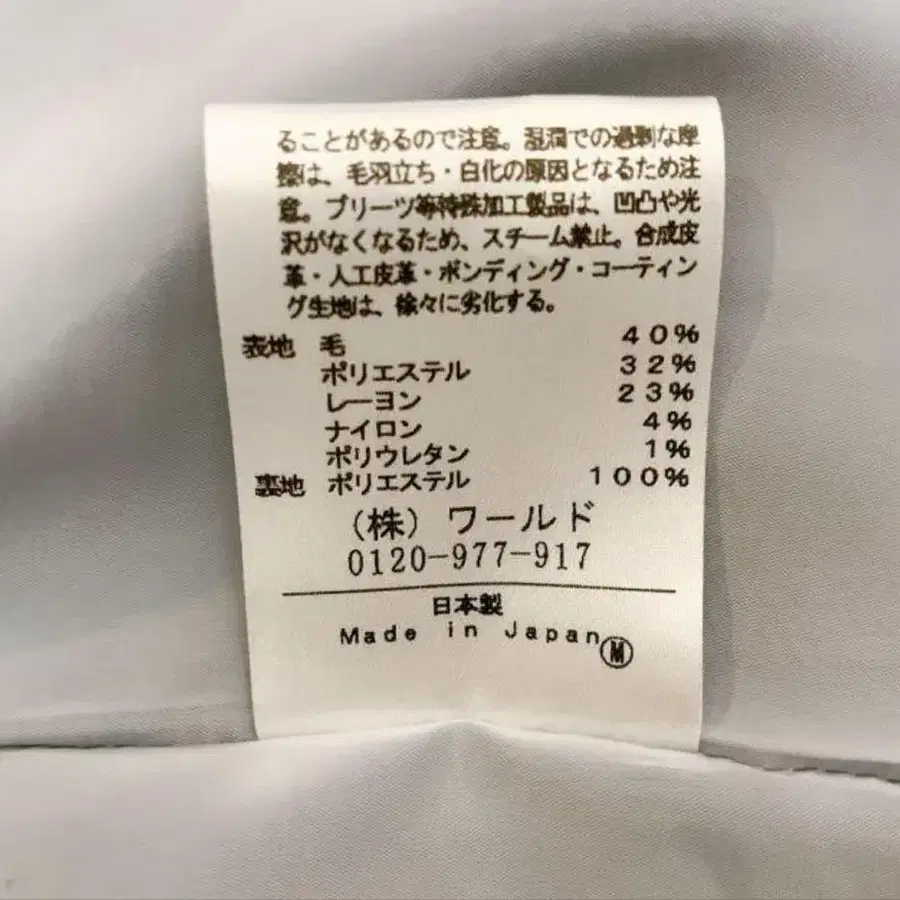 ることがあるので注意。湿潤での過剰な摩
擦は、毛羽立ち・白化の原因となるため注
意。プリーツ等特殊加工製品は、凹凸や光
沢がなくなるため、スチーム禁止。合成皮
革・人工皮革・ボンディング・コーティン
グ生地は、徐々に劣化する。
表地 毛 40%
ポリエステル 32%
レーヨン 23%
ナイロン 4%
ポリウレタン 1%
裏地 ポリエステル 100%
(株) ワールド
0120-977-917
日本製
Made in Japan Ⓜ